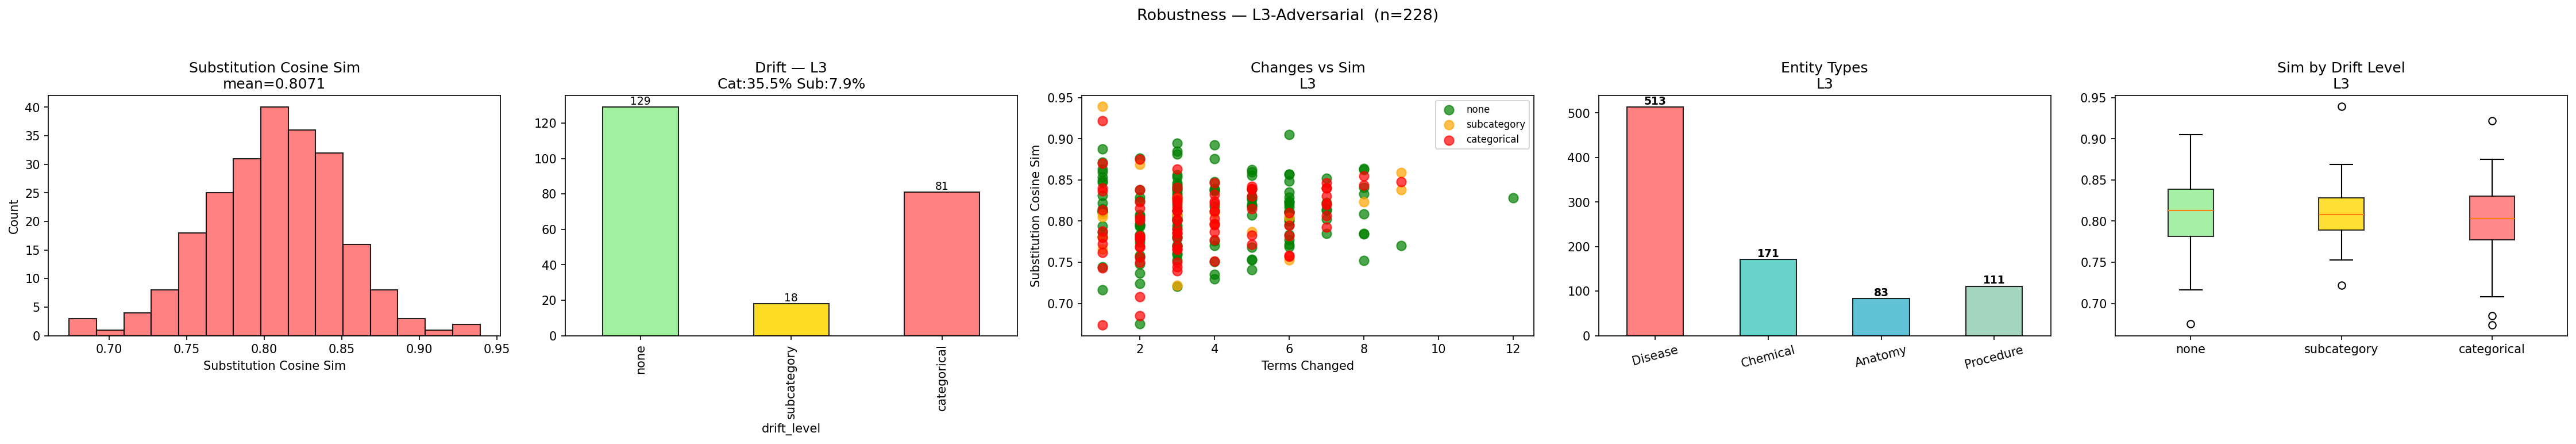 Robustness — L3-Adversarial  (n=228)
Substitution Cosine Sim
mean=0.8071
Count
40
35
30
25
20
15
10
5
0
0.70 0.75 0.80 0.85 0.90 0.95
Substitution Cosine Sim
Drift — L3
Cat:35.5% Sub:7.9%
120
100
80
60
40
20
0
129
18
81
none
subcategory
categorical
drift_level
Changes vs Sim
L3
Substitution Cosine Sim
0.95
0.90
0.85
0.80
0.75
0.70
none
subcategory
categorical
2 4 6 8 10 12
Terms Changed
Entity Types
L3
500
400
300
200
100
0
513
171
83
111
Disease
Chemical
Anatomy
Procedure
Sim by Drift Level
L3
0.95
0.90
0.85
0.80
0.75
0.70
none subcategory categorical